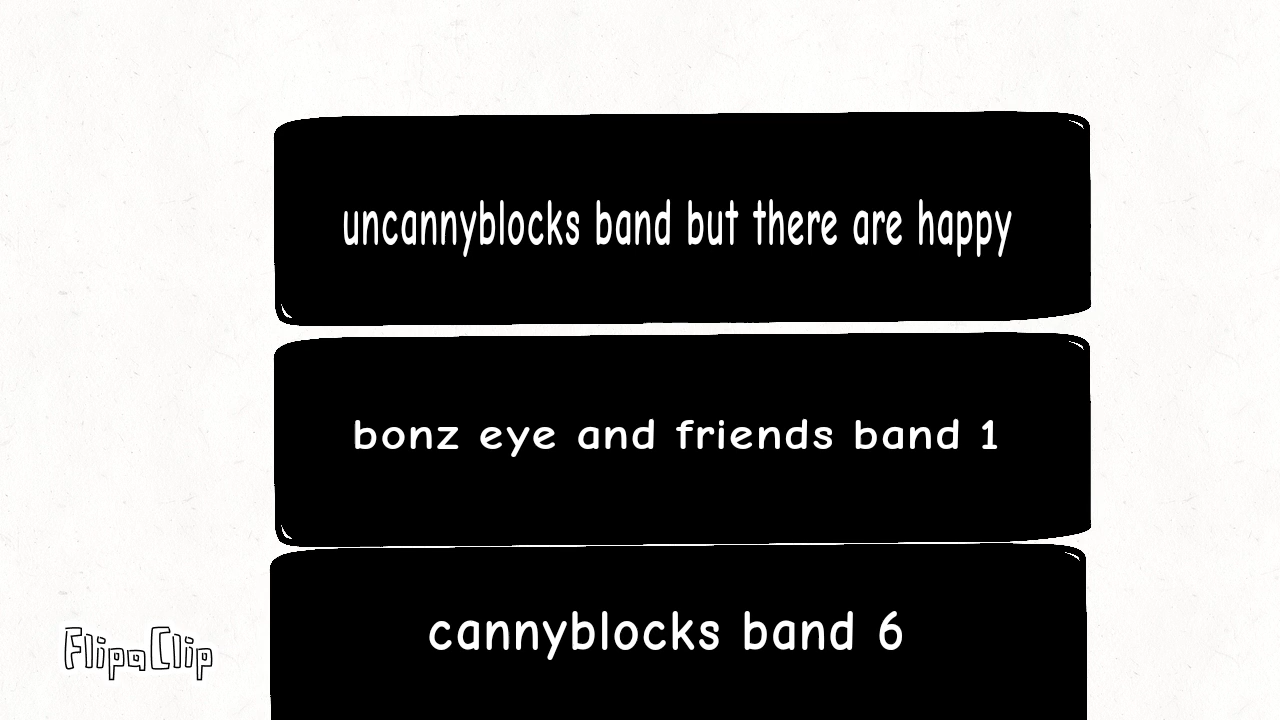 uncannyblocks band but there are happy
bonz eye and friends band 1
cannyblocks band 6
FlipaClip